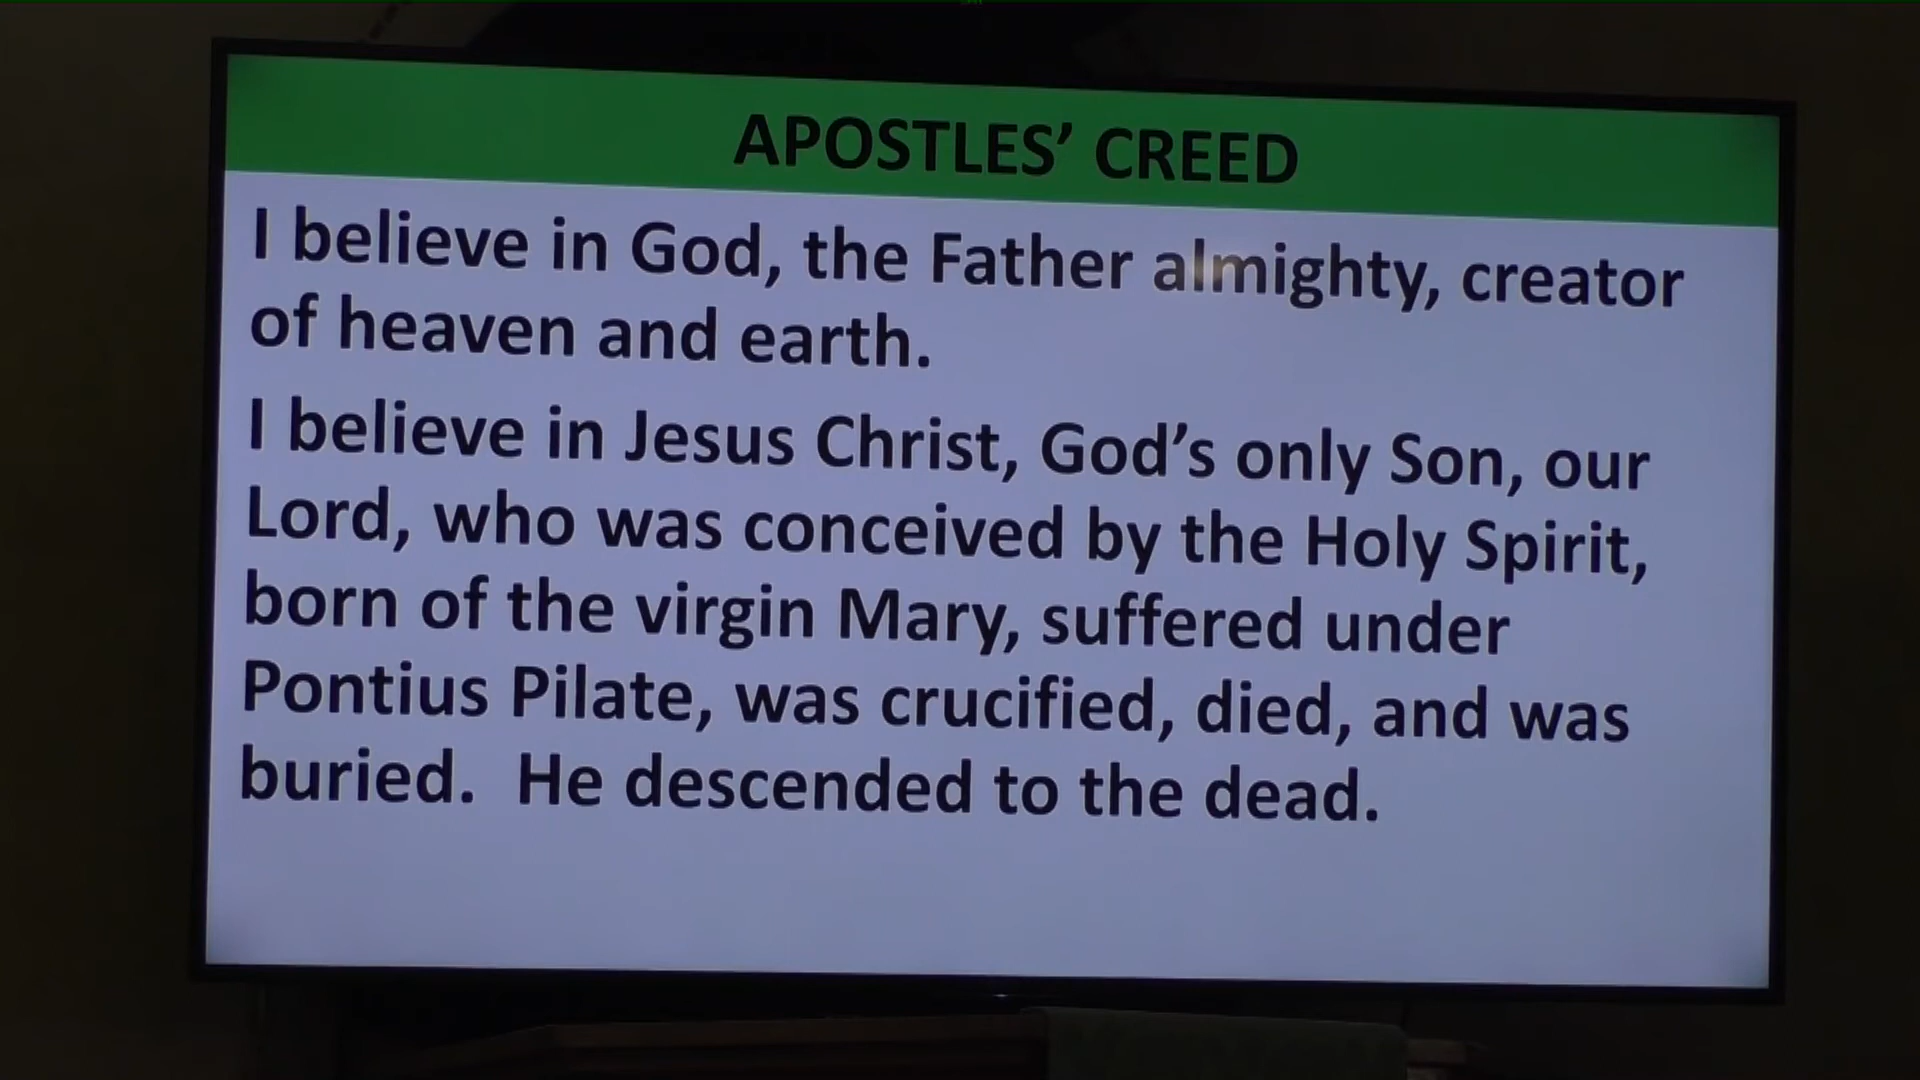 APOSTLES’ CREED
I believe in God, the Father almighty, creator
of heaven and earth.
I believe in Jesus Christ, God’s only Son, our
Lord, who was conceived by the Holy Spirit,
born of the virgin Mary, suffered under
Pontius Pilate, was crucified, died, and was
buried.  He descended to the dead.